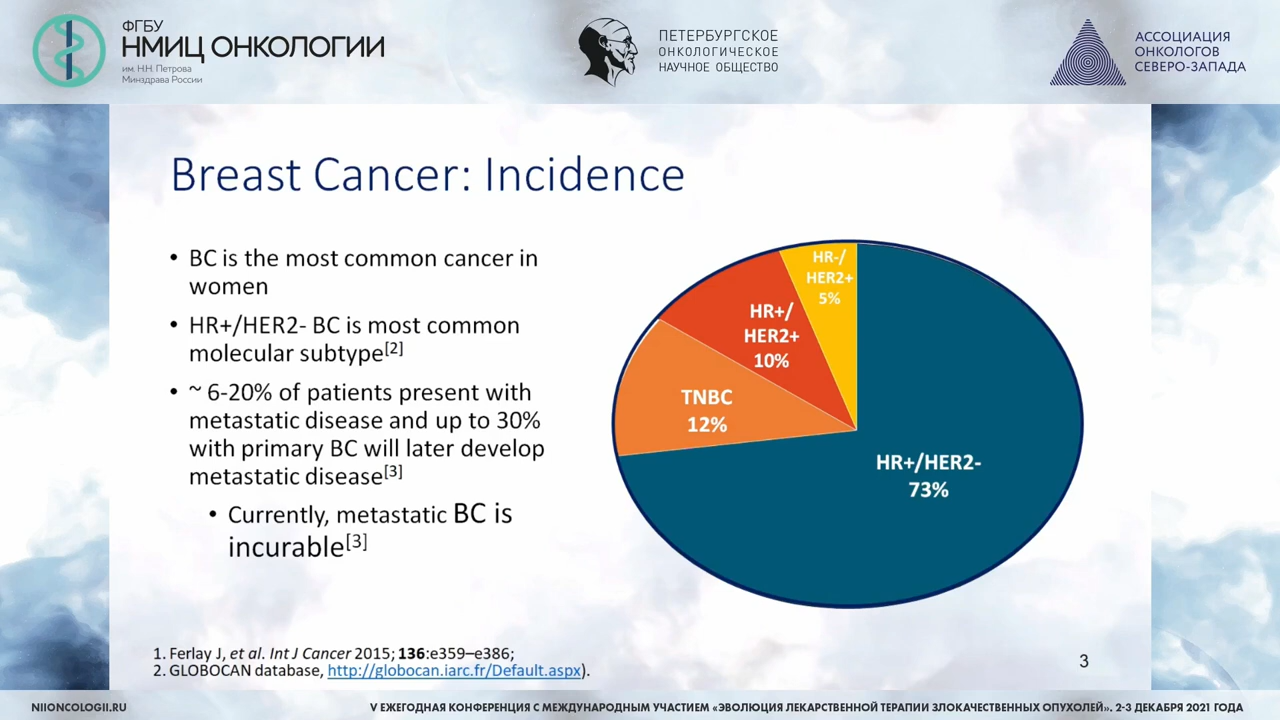 ФГБУ
НМИЦ ОНКОЛОГИИ
им. Н.Н. Петрова
Минздрава России
ПЕТЕРБУРГСКОЕ
ОНКОЛОГИЧЕСКОЕ
НАУЧНОЕ ОБЩЕСТВО
АССОЦИАЦИЯ
ОНКОЛОГОВ
СЕВЕРО-ЗАПАДА
Breast Cancer: Incidence
• BC is the most common cancer in
women
• HR+/HER2- BC is most common
molecular subtype[2]
• ~ 6-20% of patients present with
metastatic disease and up to 30%
with primary BC will later develop
metastatic disease[3]
• Currently, metastatic BC is
incurable[3]
HR-/
HER2+
5%
HR+/
HER2+
10%
TNBC
12%
HR+/HER2-
73%
1. Ferlay J, et al. Int J Cancer 2015; 136:e359–e386;
2. GLOBOCAN database, http://globocan.iarc.fr/Default.aspx).
3
NIIONCOLOGII.RU
V ЕЖЕГОДНАЯ КОНФЕРЕНЦИЯ С МЕЖДУНАРОДНЫМ УЧАСТИЕМ «ЭВОЛЮЦИЯ ЛЕКАРСТВЕННОЙ ТЕРАПИИ ЗЛОКАЧЕСТВЕННЫХ ОПУХОЛЕЙ». 2-3 ДЕКАБРЯ 2021 ГОДА